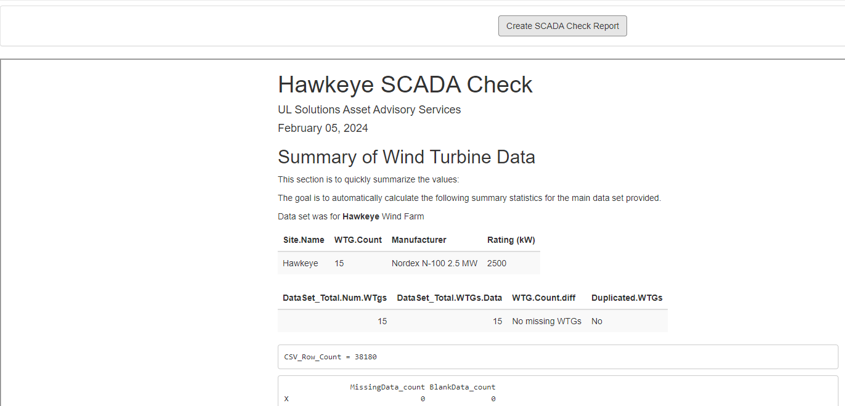 Create SCADA Check Report
Hawkeye SCADA Check
UL Solutions Asset Advisory Services
February 05, 2024
Summary of Wind Turbine Data
This section is to quickly summarize the values:
The goal is to automatically calculate the following summary statistics for the main data set provided.
Data set was for Hawkeye Wind Farm
Site.Name WTG.Count Manufacturer Rating (kW)
Hawkeye 15 Nordex N-100 2.5 MW 2500
DataSet_Total.Num.WTgs DataSet_Total.WTGs.Data WTG.Count.diff Duplicated.WTGs
15 15 No missing WTGs No
CSV_Row_Count = 38180
MissingData_count BlankData_count
X 0 0